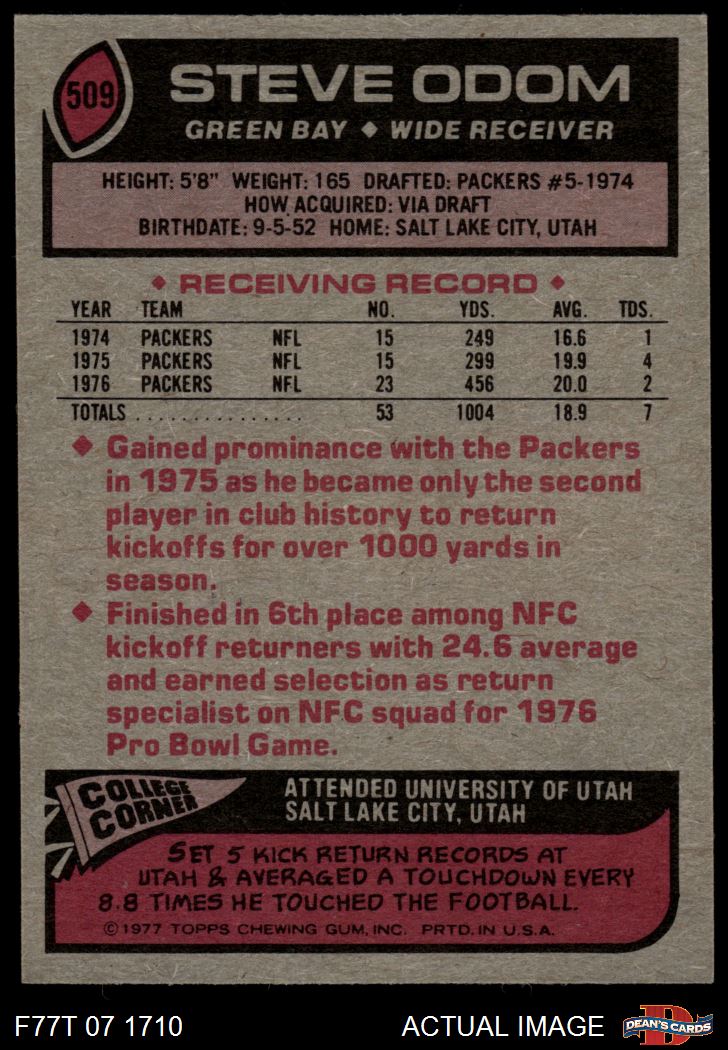 509
STEVE ODOM
GREEN BAY ◆ WIDE RECEIVER
HEIGHT: 5'8" WEIGHT: 165 DRAFTED: PACKERS #5-1974
HOW ACQUIRED: VIA DRAFT
BIRTHDATE: 9-5-52 HOME: SALT LAKE CITY, UTAH
◆ RECEIVING RECORD ◆
YEAR TEAM NO. YDS. AVG. TDS.
1974 PACKERS NFL 15 249 16.6 1
1975 PACKERS NFL 15 299 19.9 4
1976 PACKERS NFL 23 456 20.0 2
TOTALS ............... 53 1004 18.9 7
◆ Gained prominance with the Packers
in 1975 as he became only the second
player in club history to return
kickoffs for over 1000 yards in
season.
◆ Finished in 6th place among NFC
kickoff returners with 24.6 average
and earned selection as return
specialist on NFC squad for 1976
Pro Bowl Game.
COLLEGE
CORNER
ATTENDED UNIVERSITY OF UTAH
SALT LAKE CITY, UTAH
SET 5 KICK RETURN RECORDS AT
UTAH & AVERAGED A TOUCHDOWN EVERY
8.8 TIMES HE TOUCHED THE FOOTBALL.
©1977 TOPPS CHEWING GUM, INC. PRTD. IN U.S.A.
F77T 07 1710
ACTUAL IMAGE
D
DEAN'S CARDS